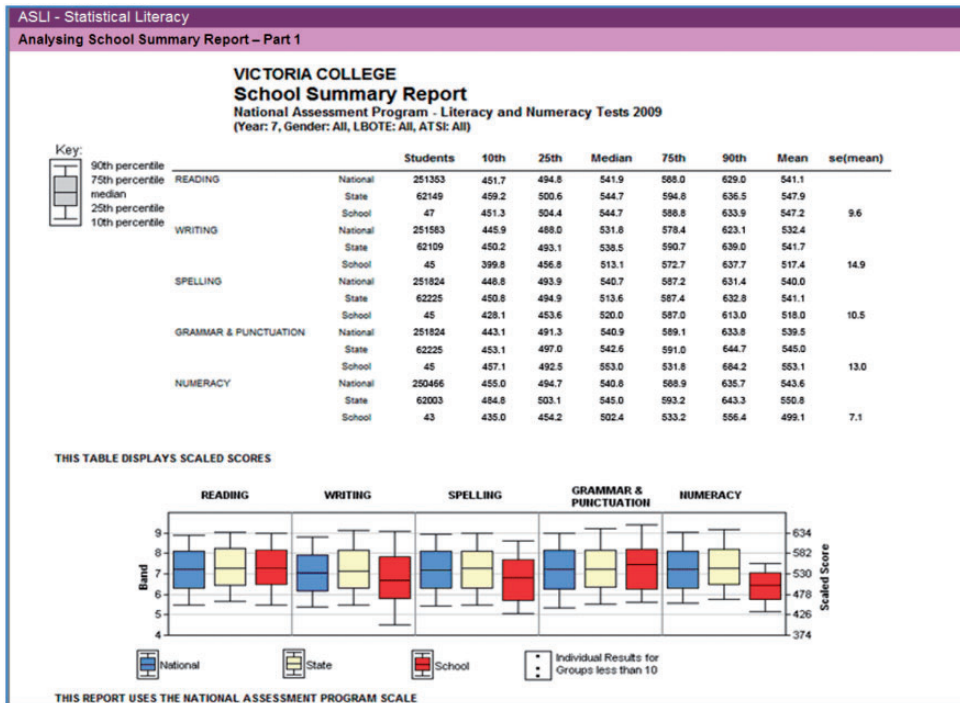 ASLI - Statistical Literacy
Analysing School Summary Report – Part 1
VICTORIA COLLEGE
School Summary Report
National Assessment Program - Literacy and Numeracy Tests 2009
(Year: 7, Gender: All, LBOTE: All, ATSI: All)
Key:
90th percentile
75th percentile
median
25th percentile
10th percentile
Students 10th 25th Median 75th 90th Mean se(mean)
READING National 251353 451.7 494.8 541.9 588.0 629.0 541.1
State 62149 459.2 500.6 544.7 594.8 636.5 547.9
School 47 451.3 504.4 544.7 588.8 633.9 547.2 9.6
WRITING National 251583 445.9 488.0 531.8 578.4 623.1 532.4
State 62109 450.2 493.1 538.5 590.7 639.0 541.7
School 45 399.8 456.8 513.1 572.7 637.7 517.4 14.9
SPELLING National 251824 448.8 493.9 540.7 587.2 631.4 540.0
State 62225 450.8 494.9 513.6 587.4 632.8 541.1
School 45 428.1 453.6 520.0 587.0 613.0 518.0 10.5
GRAMMAR & PUNCTUATION National 251824 443.1 491.3 540.9 589.1 633.8 539.5
State 62225 453.1 497.0 542.6 591.0 644.7 545.0
School 45 457.1 492.5 553.0 531.8 684.2 553.1 13.0
NUMERACY National 250466 455.0 494.7 540.8 588.9 635.7 543.6
State 62003 484.8 503.1 545.0 593.2 643.3 550.8
School 43 435.0 454.2 502.4 533.2 556.4 499.1 7.1
THIS TABLE DISPLAYS SCALED SCORES
READING WRITING SPELLING GRAMMAR & PUNCTUATION NUMERACY
Band
9
8
7
6
5
4
634
582
530
478
426
374
Scaled Score
National State School Individual Results for
Groups less than 10
THIS REPORT USES THE NATIONAL ASSESSMENT PROGRAM SCALE